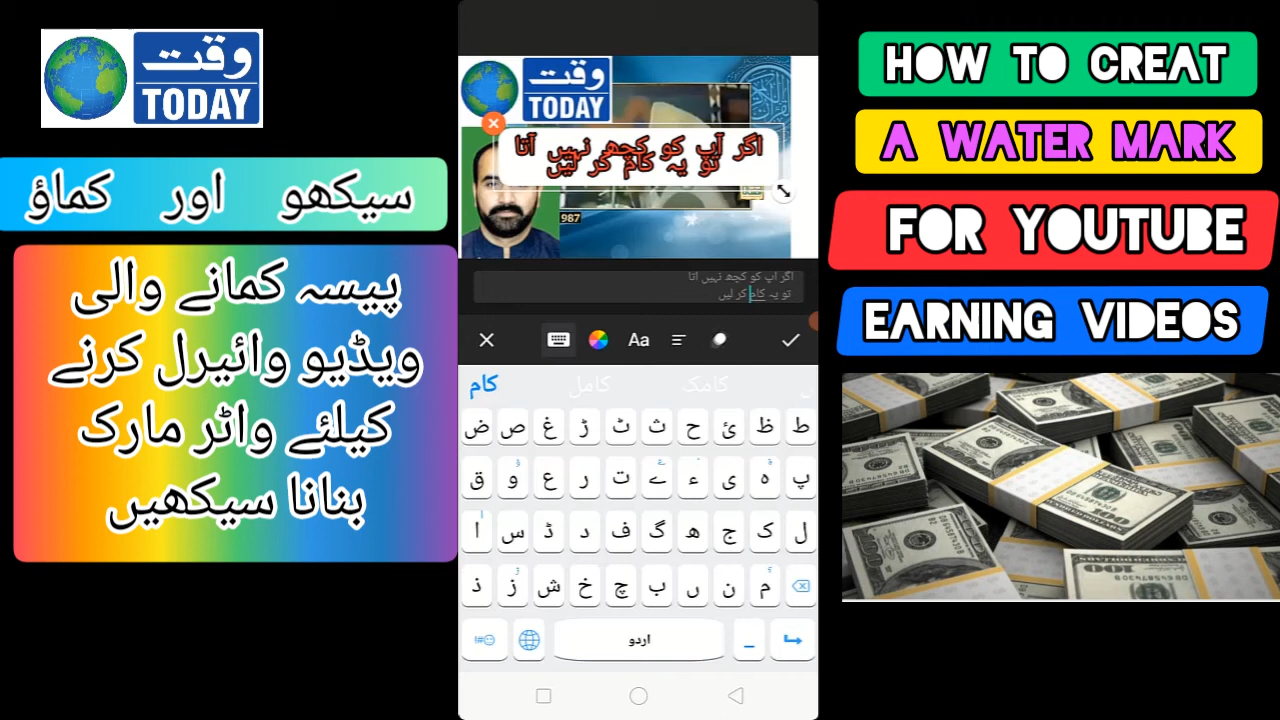 وقت
TODAY
سیکھو اور کماؤ
پیسہ کمانے والی
ویڈیو وائیرل کرنے
کیلئے واٹر مارک
بنانا سیکھیں
وقت
TODAY
اگر آپ کو کچھ نہیں آتا
تو یہ کام کر لیں
987
اگر آپ کو کچھ نہیں آتا
تو یہ کام کر لیں
Aa
کام کامل کامک
ض ص غ ڑ ٹ ث ح ئ ظ ط
ق و ع ر ت ے ء ی ہ پ
ا س ڈ د ف گ ھ ج ک ل
ذ ز ش خ چ ب ں ن م
!#☺ اردو _
HOW TO CREAT
A WATER MARK
FOR YOUTUBE
EARNING VIDEOS
100